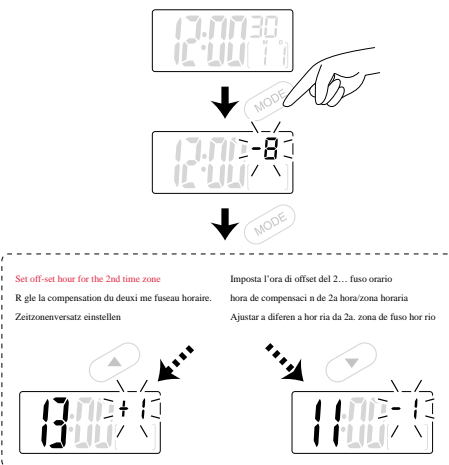 12:00 30
11
MODE
12:00 -8
MODE
Set off-set hour for the 2nd time zone
R gle la compensation du deuxi me fuseau horaire.
Zeitzonenversatz einstellen
Imposta l'ora di offset del 2... fuso orario
hora de compensaci n de 2a hora/zona horaria
Ajustar a diferen a hor ria da 2a. zona de fuso hor rio
13:00 +1
11:00 -1